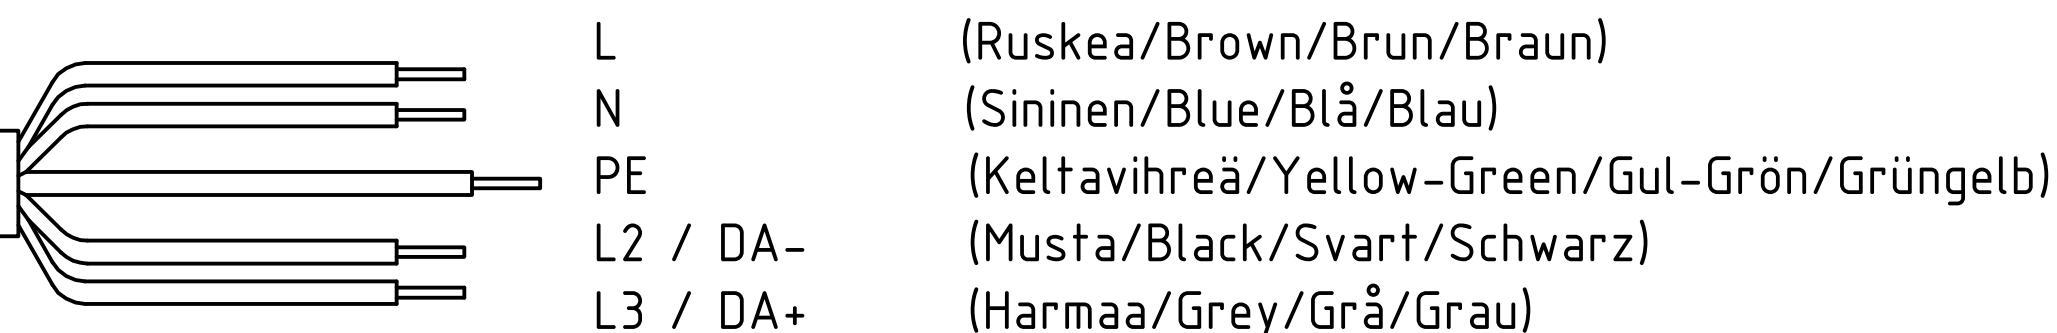 L (Ruskea/Brown/Brun/Braun)
N (Sininen/Blue/Blå/Blau)
PE (Keltavihreä/Yellow-Green/Gul-Grön/Grüngelb)
L2 / DA- (Musta/Black/Svart/Schwarz)
L3 / DA+ (Harmaa/Grey/Grå/Grau)